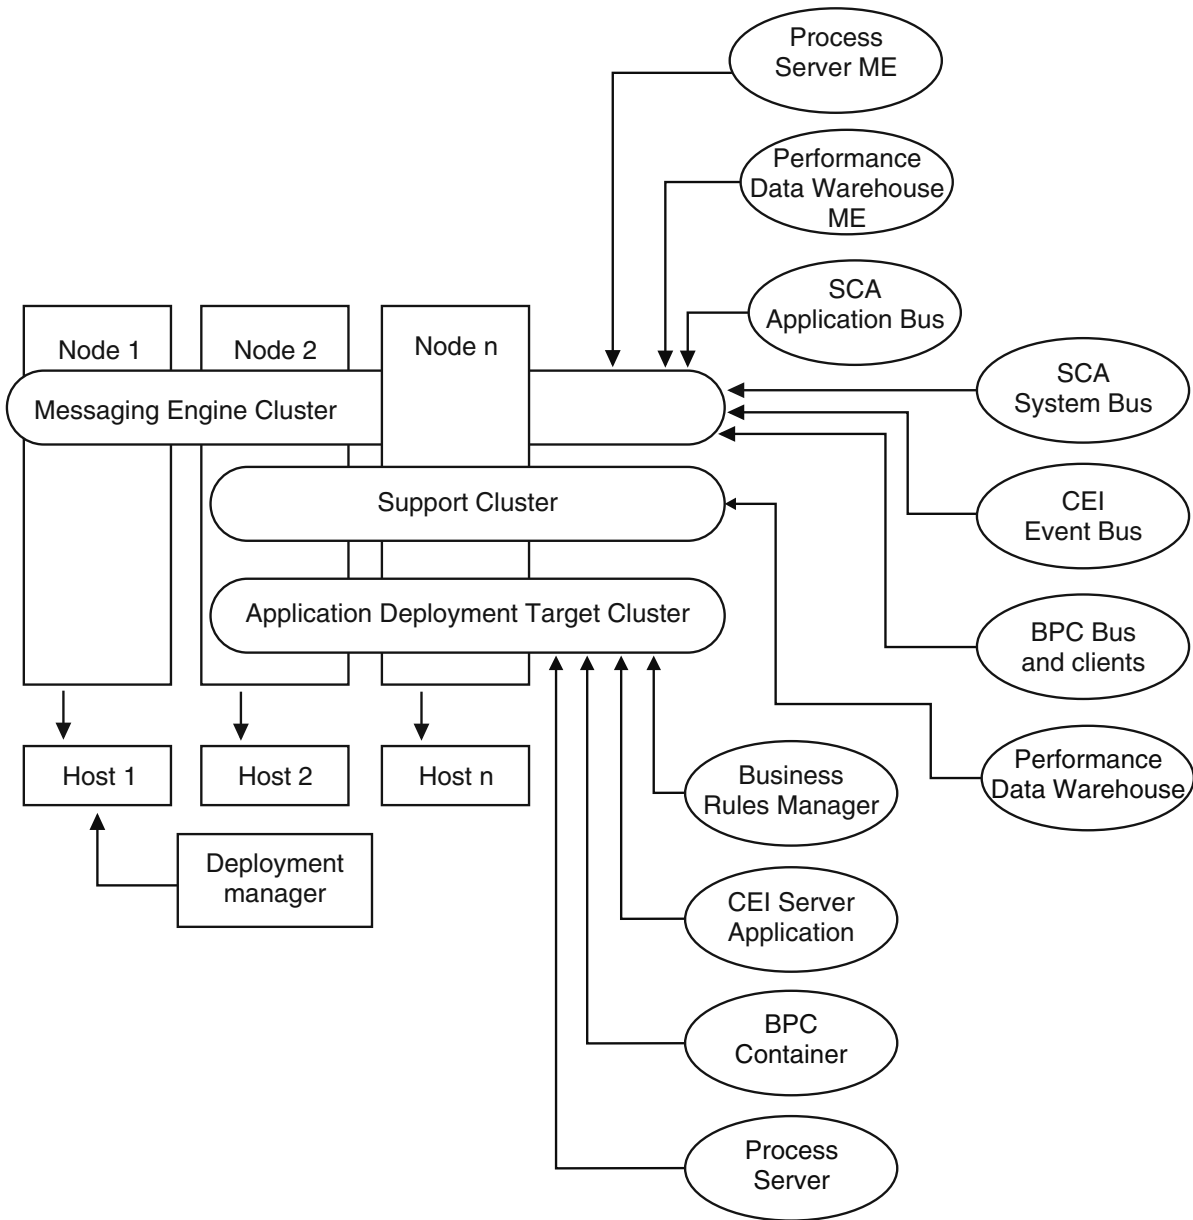 Process
Server ME
Performance
Data Warehouse
ME
SCA
Application Bus
Node 1
Node 2
Node n
SCA
System Bus
Messaging Engine Cluster
Support Cluster
CEI
Event Bus
Application Deployment Target Cluster
BPC Bus
and clients
Host 1
Host 2
Host n
Business
Rules Manager
Performance
Data Warehouse
Deployment
manager
CEI Server
Application
BPC
Container
Process
Server